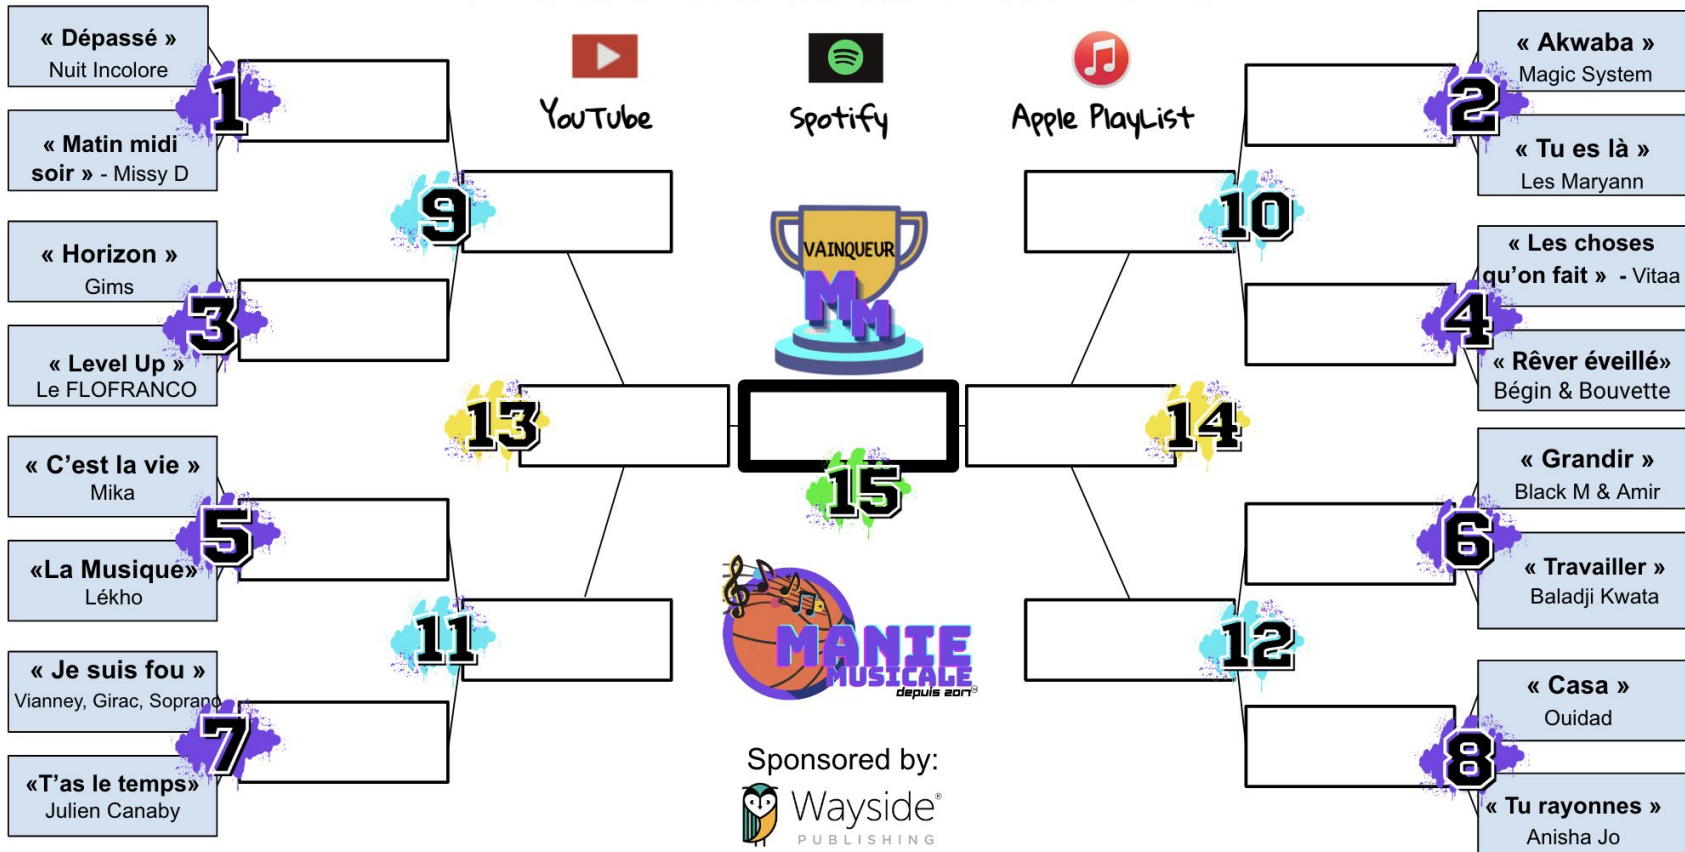 « Dépassé »
Nuit Incolore
1
« Matin midi
soir » - Missy D
« Horizon »
Gims
3
« Level Up »
Le FLOFRANCO
« C’est la vie »
Mika
5
«La Musique»
Lékho
« Je suis fou »
Vianney, Girac, Soprano
7
«T’as le temps»
Julien Canaby
9
11
13
YouTube
Spotify
Apple PlayList
VAINQUEUR
MM
15
MANIE
MUSICALE
depuis 2017
Sponsored by:
Wayside®
PUBLISHING
14
10
12
« Akwaba »
Magic System
2
« Tu es là »
Les Maryann
« Les choses
qu’on fait » - Vitaa
4
« Rêver éveillé»
Bégin & Bouvette
« Grandir »
Black M & Amir
6
« Travailler »
Baladji Kwata
« Casa »
Ouidad
8
« Tu rayonnes »
Anisha Jo